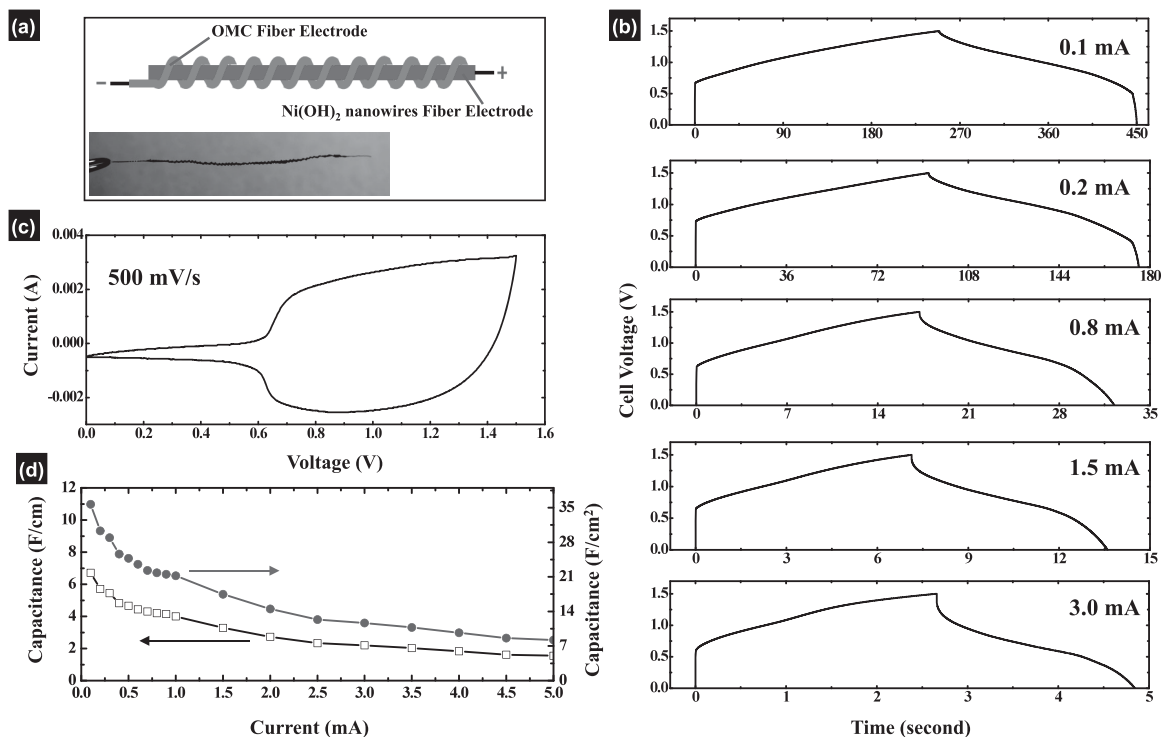 (a)
OMC Fiber Electrode
-
+
Ni(OH)2 nanowires Fiber Electrode
(b)
Cell Voltage (V)
1.5
1.0
0.5
0.0
0.1 mA
0 90 180 270 360 450
1.5
1.0
0.5
0.0
0.2 mA
0 36 72 108 144 180
1.5
1.0
0.5
0.0
0.8 mA
0 7 14 21 28 35
1.5
1.0
0.5
0.0
1.5 mA
0 3 6 9 12 15
1.5
1.0
0.5
0.0
3.0 mA
0 1 2 3 4 5
Time (second)
(c)
Current (A)
0.004
0.002
0.000
-0.002
500 mV/s
0.0 0.2 0.4 0.6 0.8 1.0 1.2 1.4 1.6
Voltage (V)
(d)
Capacitance (F/cm)
12
10
8
6
4
2
0
35
28
21
14
7
0
Capacitance (F/cm2)
0.0 0.5 1.0 1.5 2.0 2.5 3.0 3.5 4.0 4.5 5.0
Current (mA)